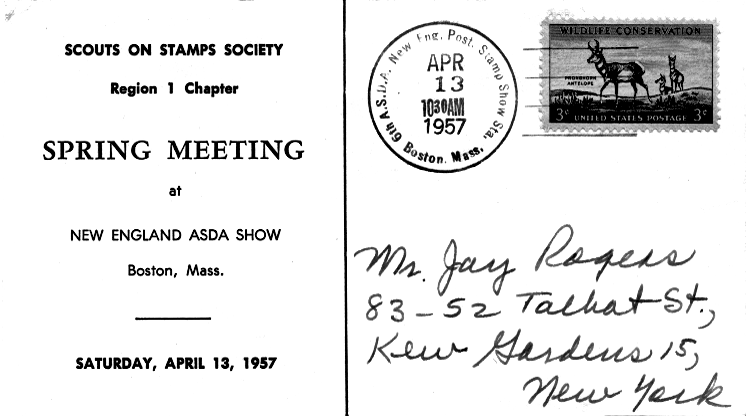 SCOUTS ON STAMPS SOCIETY
Region 1 Chapter
SPRING MEETING
at
NEW ENGLAND ASDA SHOW
Boston, Mass.
SATURDAY, APRIL 13, 1957
9th A.S.D.A. New Eng. Post. Stamp Show Sta.
APR
13
1030AM
1957
Boston. Mass.
WILDLIFE CONSERVATION
PRONGHORN
ANTELOPE
3¢ UNITED STATES POSTAGE 3¢
Mr. Jay Rogers
83-52 Talbot St.,
Kew Gardens 15,
New York